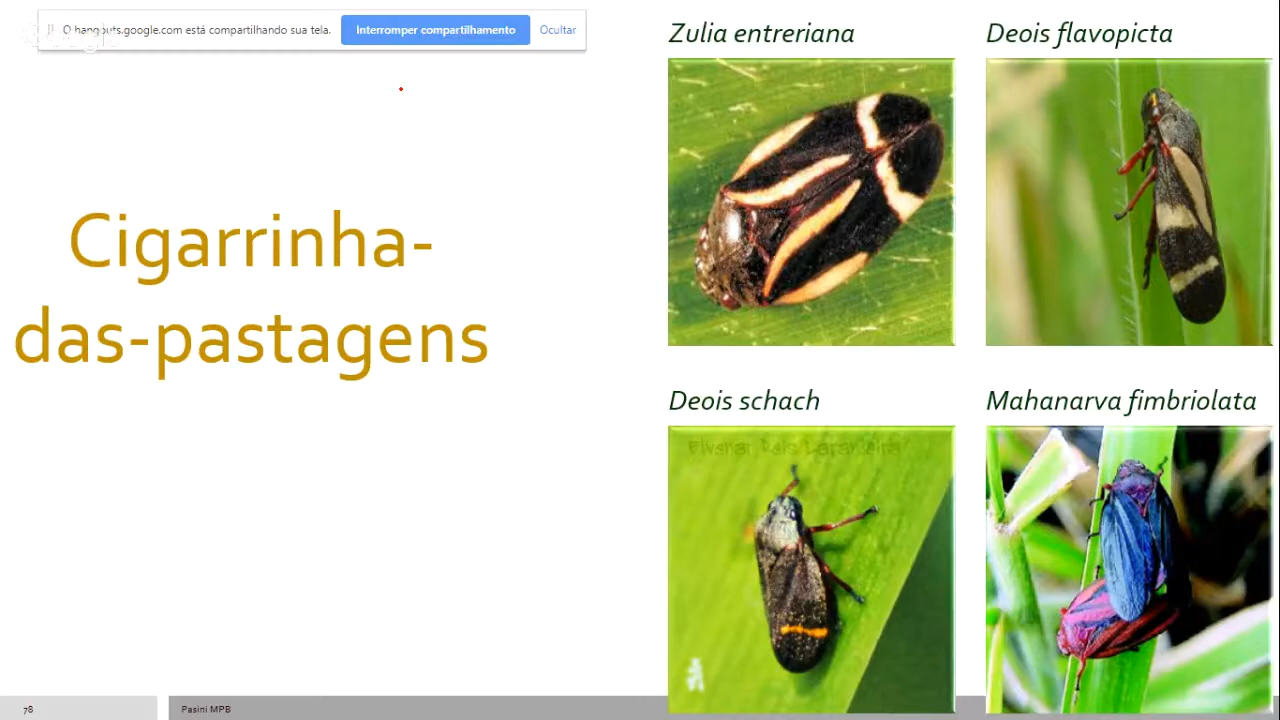 O hangouts.google.com está compartilhando sua tela.
Interromper compartilhamento
Ocultar
Cigarrinha-
das-pastagens
Zulia entreriana
Deois flavopicta
Deois schach
Mahanarva fimbriolata
78
Pasini MPB